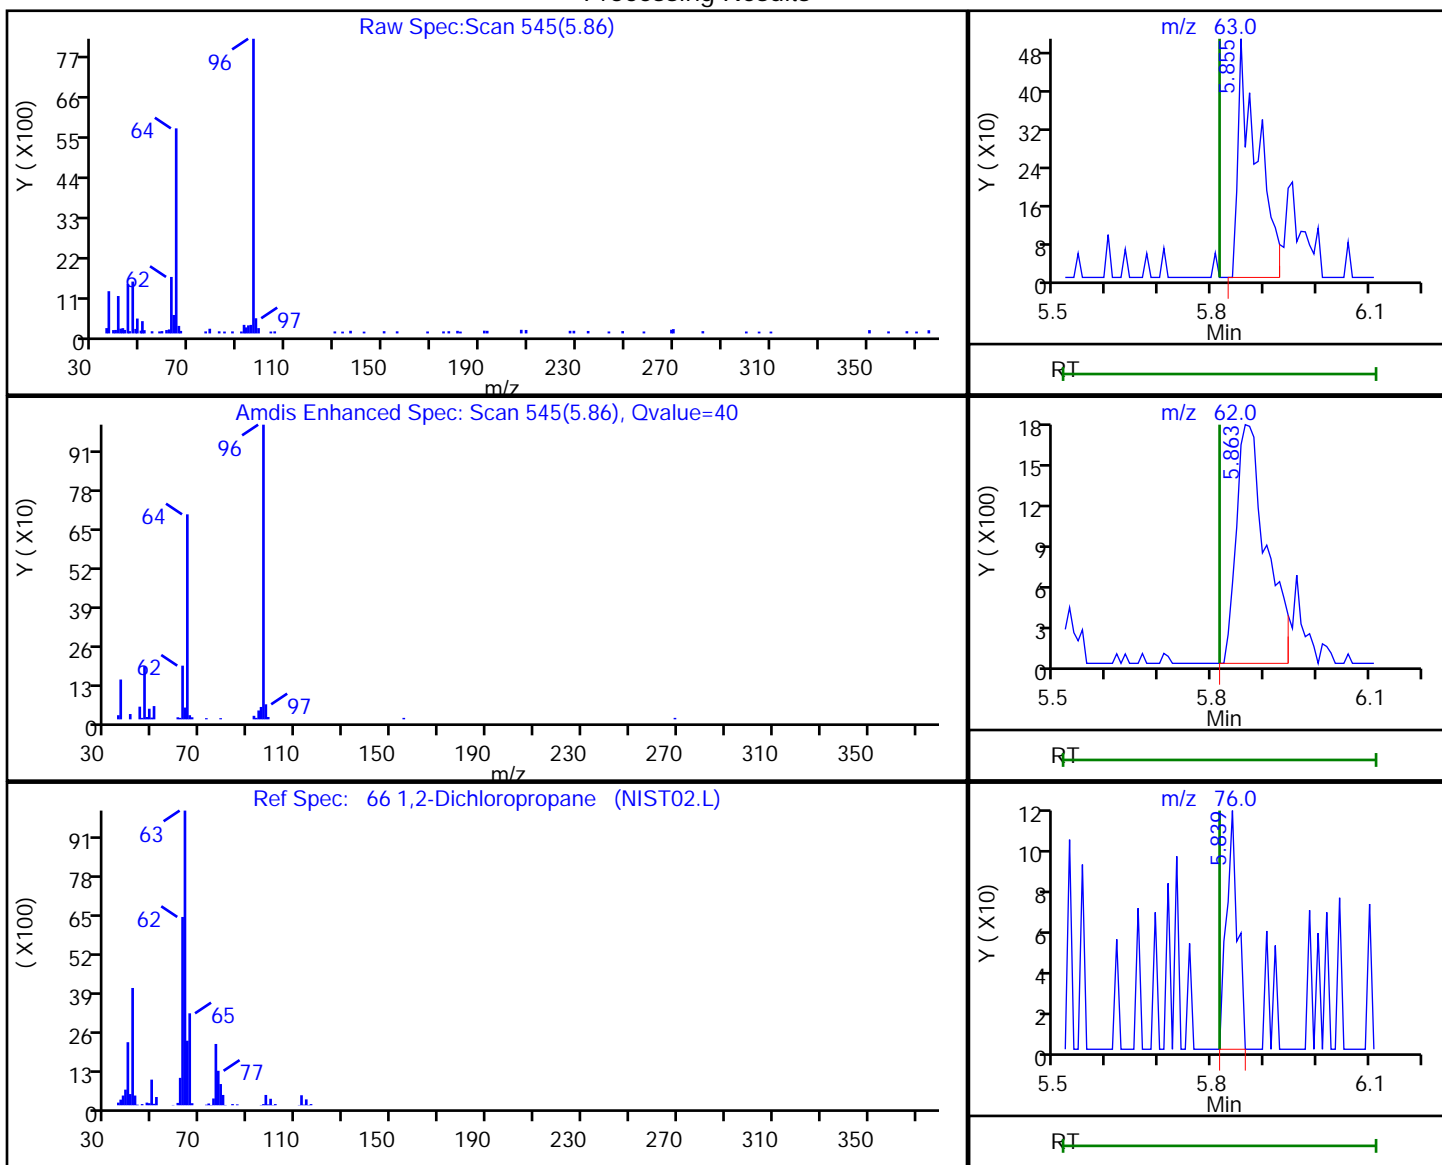 Processing Results
Raw Spec:Scan 545(5.86)
Y ( X100)
77
66
55
44
33
22
11
0
96
64
62
97
30 70 110 150 190 230 270 310 350
m/z
m/z 63.0
Y ( X10)
48
40
32
24
16
8
0
5.855
5.5 5.8 6.1
Min
RT
Amdis Enhanced Spec: Scan 545(5.86), Qvalue=40
Y ( X10)
91
78
65
52
39
26
13
0
96
64
62
97
30 70 110 150 190 230 270 310 350
m/z
m/z 62.0
Y ( X100)
18
15
12
9
6
3
0
5.863
5.5 5.8 6.1
Min
RT
Ref Spec: 66 1,2-Dichloropropane (NIST02.L)
( X100)
91
78
65
52
39
26
13
0
63
62
65
77
30 70 110 150 190 230 270 310 350
m/z 76.0
Y ( X10)
12
10
8
6
4
2
0
5.839
5.5 5.8 6.1
Min
RT